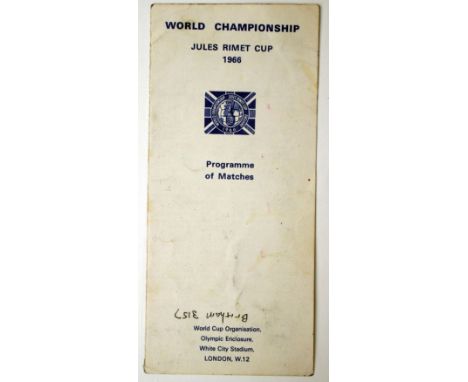 WORLD CHAMPIONSHIP
JULES RIMET CUP
1966
Programme
of Matches
World Cup Organisation,
Olympic Enclosure,
White City Stadium,
LONDON, W.12